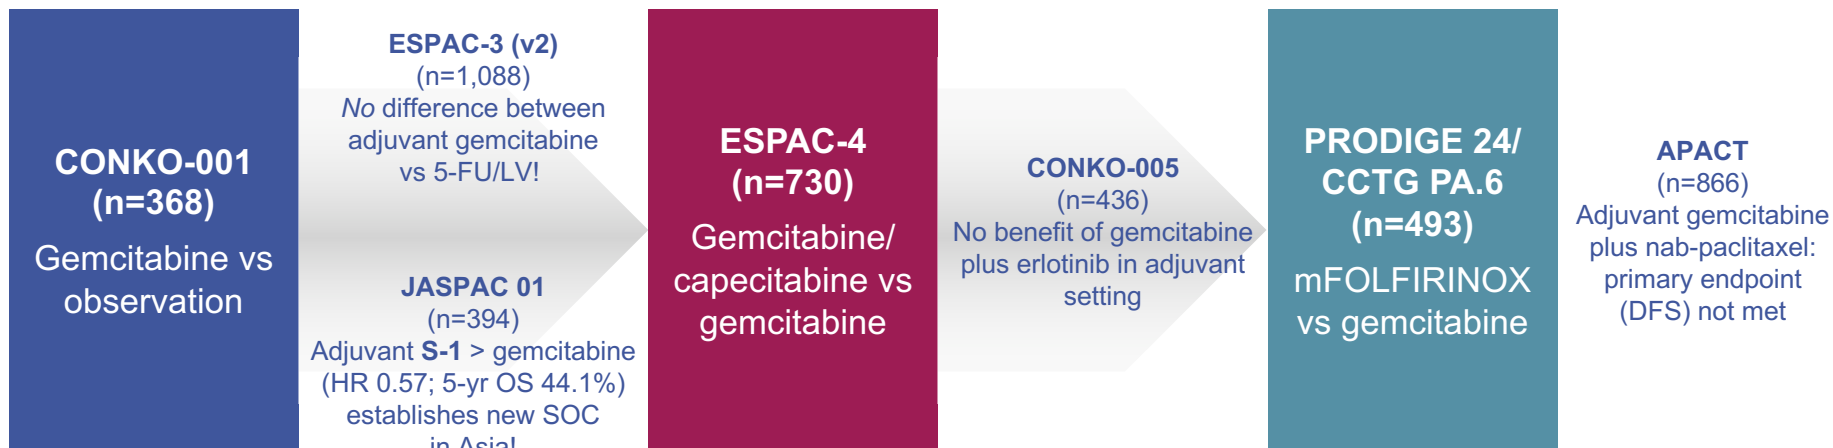 CONKO-001
(n=368)
Gemcitabine vs
observation
ESPAC-3 (v2)
(n=1,088)
No difference between
adjuvant gemcitabine
vs 5-FU/LV!
JASPAC 01
(n=394)
Adjuvant S-1 > gemcitabine
(HR 0.57; 5-yr OS 44.1%)
establishes new SOC
in Asia!
ESPAC-4
(n=730)
Gemcitabine/
capecitabine vs
gemcitabine
CONKO-005
(n=436)
No benefit of gemcitabine
plus erlotinib in adjuvant
setting
PRODIGE 24/
CCTG PA.6
(n=493)
mFOLFIRINOX
vs gemcitabine
APACT
(n=866)
Adjuvant gemcitabine
plus nab-paclitaxel:
primary endpoint
(DFS) not met